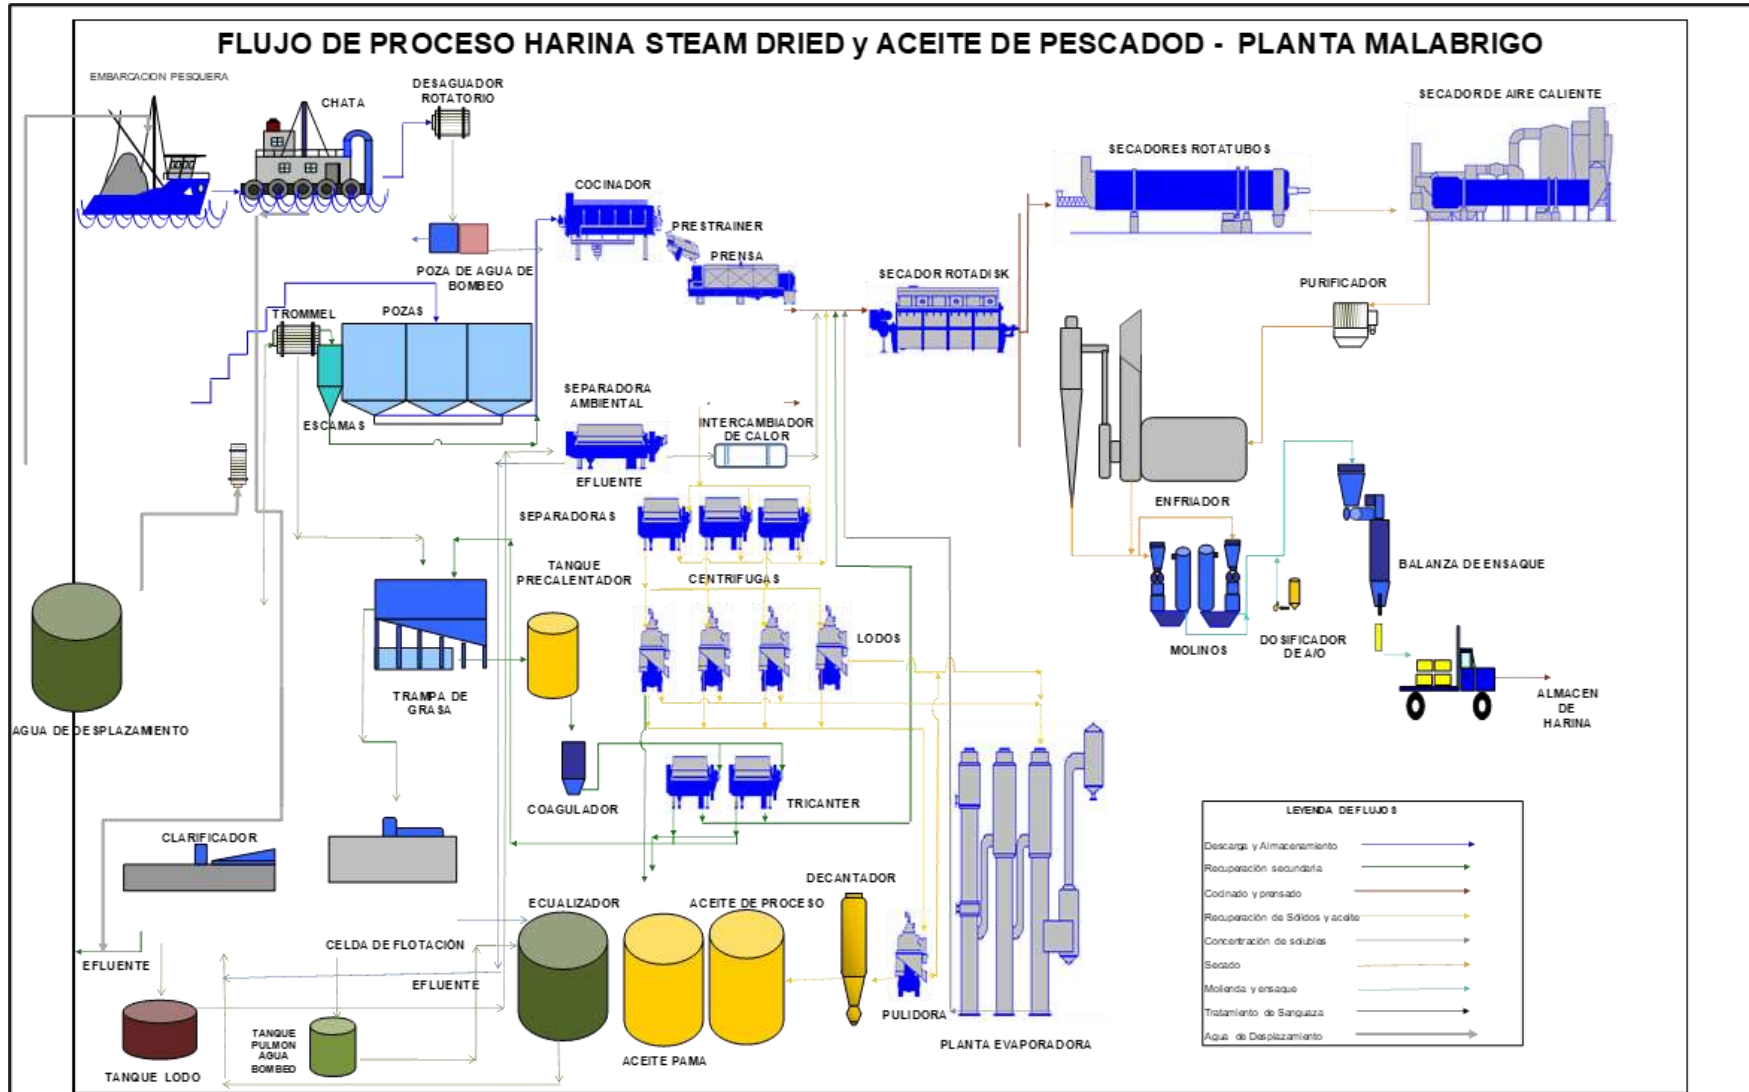 FLUJO DE PROCESO HARINA STEAM DRIED y ACEITE DE PESCADOD - PLANTA MALABRIGO
EMBARCACION PESQUERA
CHATA
DESAGUADOR
ROTATORIO
SECADOR DE AIRE CALIENTE
SECADORES ROTATUBOS
COCINADOR
PRESTRAINER
PRENSA
POZA DE AGUA DE
BOMBEO
SECADOR ROTADISK
PURIFICADOR
TROMMEL
POZAS
ESCAMAS
SEPARADORA
AMBIENTAL
INTERCAMBIADOR
DE CALOR
EFLUENTE
SEPARADORAS
ENFRIADOR
TANQUE
PRECALENTADOR
CENTRIFUGAS
BALANZA DE ENSAQUE
LODOS
MOLINOS
DOSIFICADOR
DE A/O
TRAMPA DE
GRASA
ALMACEN
DE
HARINA
AGUA DE DESPLAZAMIENTO
COAGULADOR
TRICANTER
CLARIFICADOR
DECANTADOR
ECUALIZADOR
ACEITE DE PROCESO
CELDA DE FLOTACIÓN
EFLUENTE
EFLUENTE
PULIDORA
PLANTA EVAPORADORA
TANQUE
PULMON
AGUA
BOMBEO
TANQUE LODO
ACEITE PAMA
LEYENDA DE FLUJOS
Descarga y Almacenamiento
Recuperación secundaria
Cocinado y prensado
Recuperación de Sólidos y aceite
Concentración de solubles
Secado
Molienda y ensaque
Tratamiento de Sanguaza
Agua de Desplazamiento